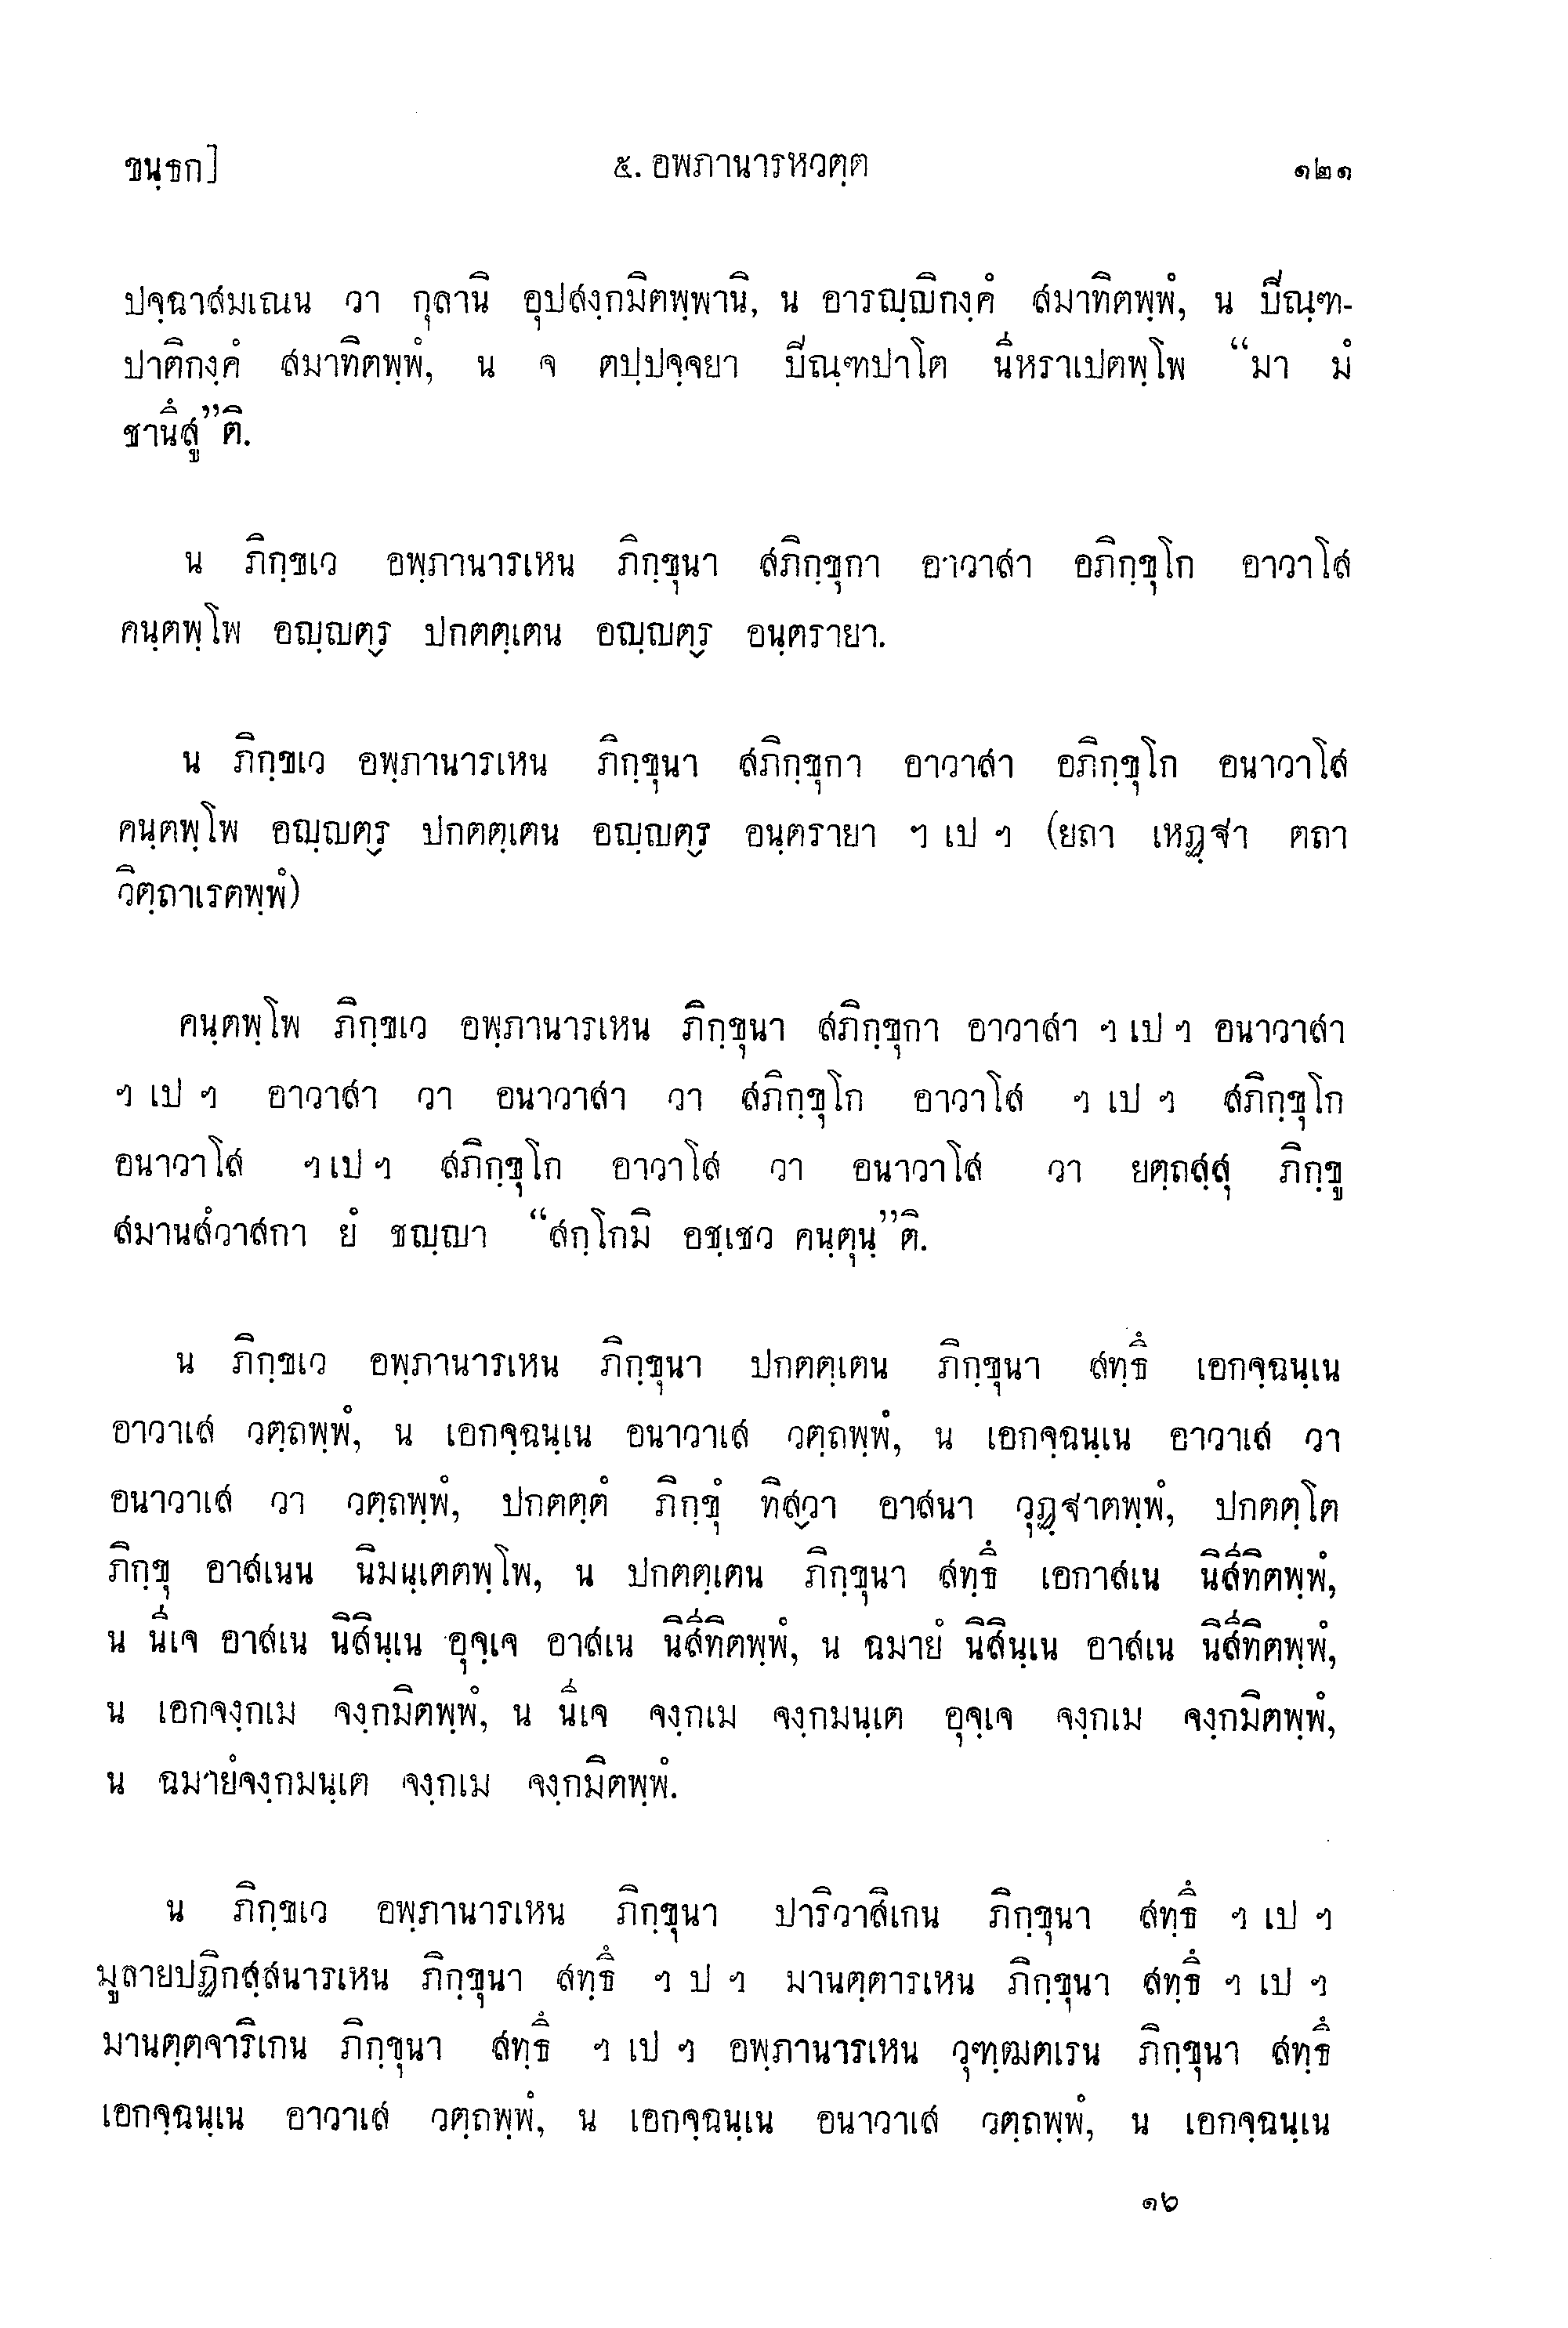 ขนฺธก]
๕. อพภานารหวตฺต
๑๒๑
ปจฺฉาสมเณน วา กุลานิ อุปสงฺกมิตพฺพานิ, น อารญฺญิกงฺคํ สมาทิตพฺพํ, น ปิณฺฑ-
ปาติกงฺคํ สมาทิตพฺพํ, น จ ตปฺปจฺจยา ปิณฺฑปาโต นีหราเปตพฺโพ “มา มํ
ชานึสู”ติ.
น ภิกฺขเว อพฺภานารเหน ภิกฺขุนา สภิกฺขุกา อาวาสา อภิกฺขุโก อาวาโส
คนฺตพฺโพ อญฺญตฺร ปกตตฺเตน อญฺญตฺร อนฺตรายา.
น ภิกฺขเว อพฺภานารเหน ภิกฺขุนา สภิกฺขุกา อาวาสา อภิกฺขุโก อนาวาโส
คนฺตพฺโพ อญฺญตฺร ปกตตฺเตน อญฺญตฺร อนฺตรายา ฯ เป ฯ (ยถา เหฏฺฐา ตถา
วิตฺถาเรตพฺพํ)
คนฺตพฺโพ ภิกฺขเว อพฺภานารเหน ภิกฺขุนา สภิกฺขุกา อาวาสา ฯ เป ฯ อนาวาสา
ฯ เป ฯ อาวาสา วา อนาวาสา วา สภิกฺขุโก อาวาโส ฯ เป ฯ สภิกฺขุโก
อนาวาโส ฯ เป ฯ สภิกฺขุโก อาวาโส วา อนาวาโส วา ยตฺถสฺสุ ภิกฺขู
สมานสํวาสกา ยํ ชญฺญา “สกฺโกมิ อชฺเชว คนฺตุนฺ”ติ.
น ภิกฺขเว อพฺภานารเหน ภิกฺขุนา ปกตตฺเตน ภิกฺขุนา สทฺธึ เอกจฺฉนฺเน
อาวาเส วตฺถพฺพํ, น เอกจฺฉนฺเน อนาวาเส วตฺถพฺพํ, น เอกจฺฉนฺเน อาวาเส วา
อนาวาเส วา วตฺถพฺพํ, ปกตตฺตํ ภิกฺขุํ ทิสฺวา อาสนา วุฏฺฐาตพฺพํ, ปกตตฺโต
ภิกฺขุ อาสเนน นิมนฺเตตพฺโพ, น ปกตตฺเตน ภิกฺขุนา สทฺธึ เอกาสเน นิสีทิตพฺพํ,
น นีเจ อาสเน นิสินฺเน อุจฺเจ อาสเน นิสีทิตพฺพํ, น ฉมายํ นิสินฺเน อาสเน นิสีทิตพฺพํ,
น เอกจงฺกเม จงฺกมิตพฺพํ, น นีเจ จงฺกเม จงฺกมนฺเต อุจฺเจ จงฺกเม จงฺกมิตพฺพํ,
น ฉมายํจงฺกมนฺเต จงฺกเม จงฺกมิตพฺพํ.
น ภิกฺขเว อพฺภานารเหน ภิกฺขุนา ปาริวาสิเกน ภิกฺขุนา สทฺธึ ฯ เป ฯ
มูลายปฏิกสฺสนารเหน ภิกฺขุนา สทฺธึ ฯ ป ฯ มานตฺตารเหน ภิกฺขุนา สทฺธึ ฯ เป ฯ
มานตฺตจาริเกน ภิกฺขุนา สทฺธึ ฯ เป ฯ อพฺภานารเหน วุฑฺฒตเรน ภิกฺขุนา สทฺธึ
เอกจฺฉนฺเน อาวาเส วตฺถพฺพํ, น เอกจฺฉนฺเน อนาวาเส วตฺถพฺพํ, น เอกจฺฉนฺเน
๑๖